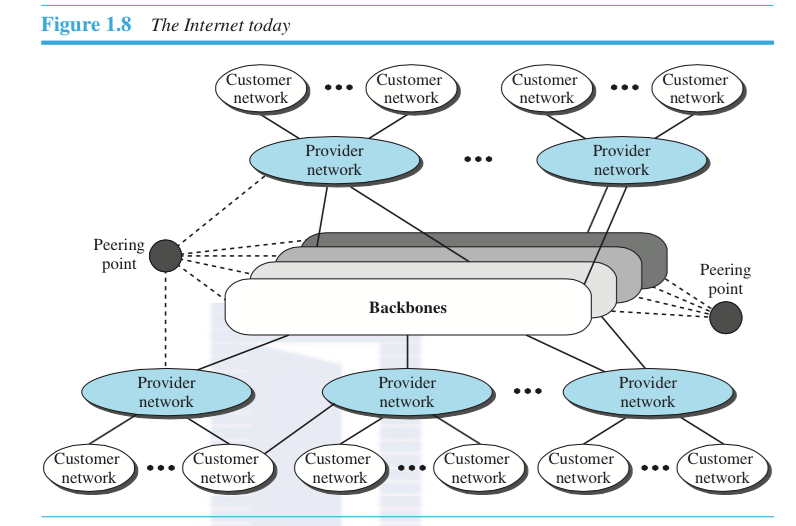 Figure 1.8 The Internet today
Customer
network
Customer
network
Customer
network
Customer
network
Provider
network
Provider
network
Peering
point
Peering
point
Backbones
Provider
network
Provider
network
Provider
network
Customer
network
Customer
network
Customer
network
Customer
network
Customer
network
Customer
network